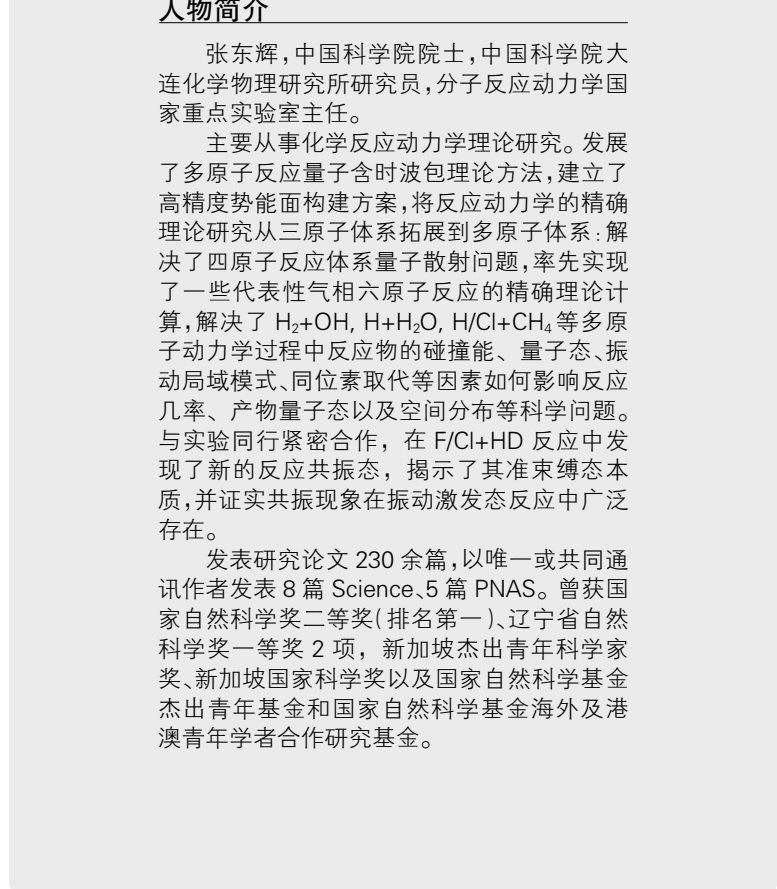 人物简介
张东辉,中国科学院院士,中国科学院大
连化学物理研究所研究员,分子反应动力学国
家重点实验室主任。
主要从事化学反应动力学理论研究。发展
了多原子反应量子含时波包理论方法,建立了
高精度势能面构建方案,将反应动力学的精确
理论研究从三原子体系拓展到多原子体系:解
决了四原子反应体系量子散射问题,率先实现
了一些代表性气相六原子反应的精确理论计
算,解决了 H₂+OH, H+H₂O, H/Cl+CH₄ 等多原
子动力学过程中反应物的碰撞能、量子态、振
动局域模式、同位素取代等因素如何影响反应
几率、产物量子态以及空间分布等科学问题。
与实验同行紧密合作，在 F/Cl+HD 反应中发
现了新的反应共振态，揭示了其准束缚态本
质,并证实共振现象在振动激发态反应中广泛
存在。
发表研究论文 230 余篇,以唯一或共同通
讯作者发表 8 篇 Science、5 篇 PNAS。曾获国
家自然科学奖二等奖(排名第一)、辽宁省自然
科学奖一等奖 2 项，新加坡杰出青年科学家
奖、新加坡国家科学奖以及国家自然科学基金
杰出青年基金和国家自然科学基金海外及港
澳青年学者合作研究基金。